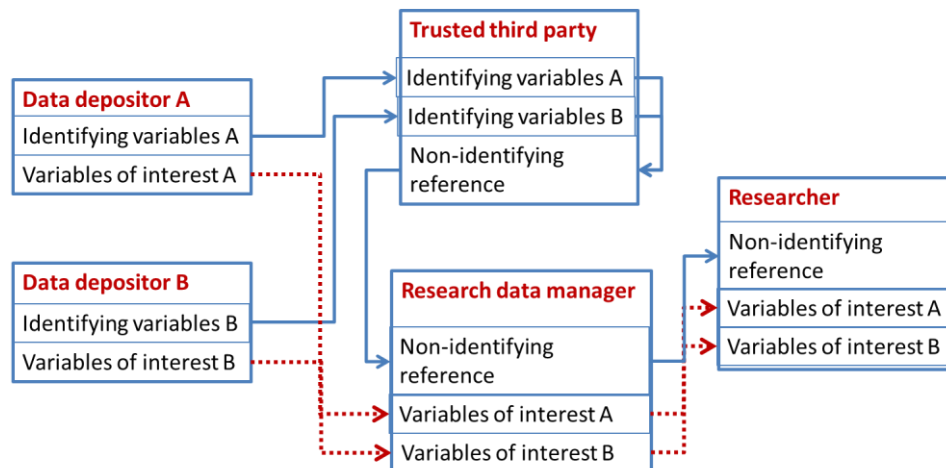 Trusted third party
Identifying variables A
Identifying variables B
Non-identifying
reference
Data depositor A
Identifying variables A
Variables of interest A
Data depositor B
Identifying variables B
Variables of interest B
Research data manager
Non-identifying
reference
Variables of interest A
Variables of interest B
Researcher
Non-identifying
reference
Variables of interest A
Variables of interest B